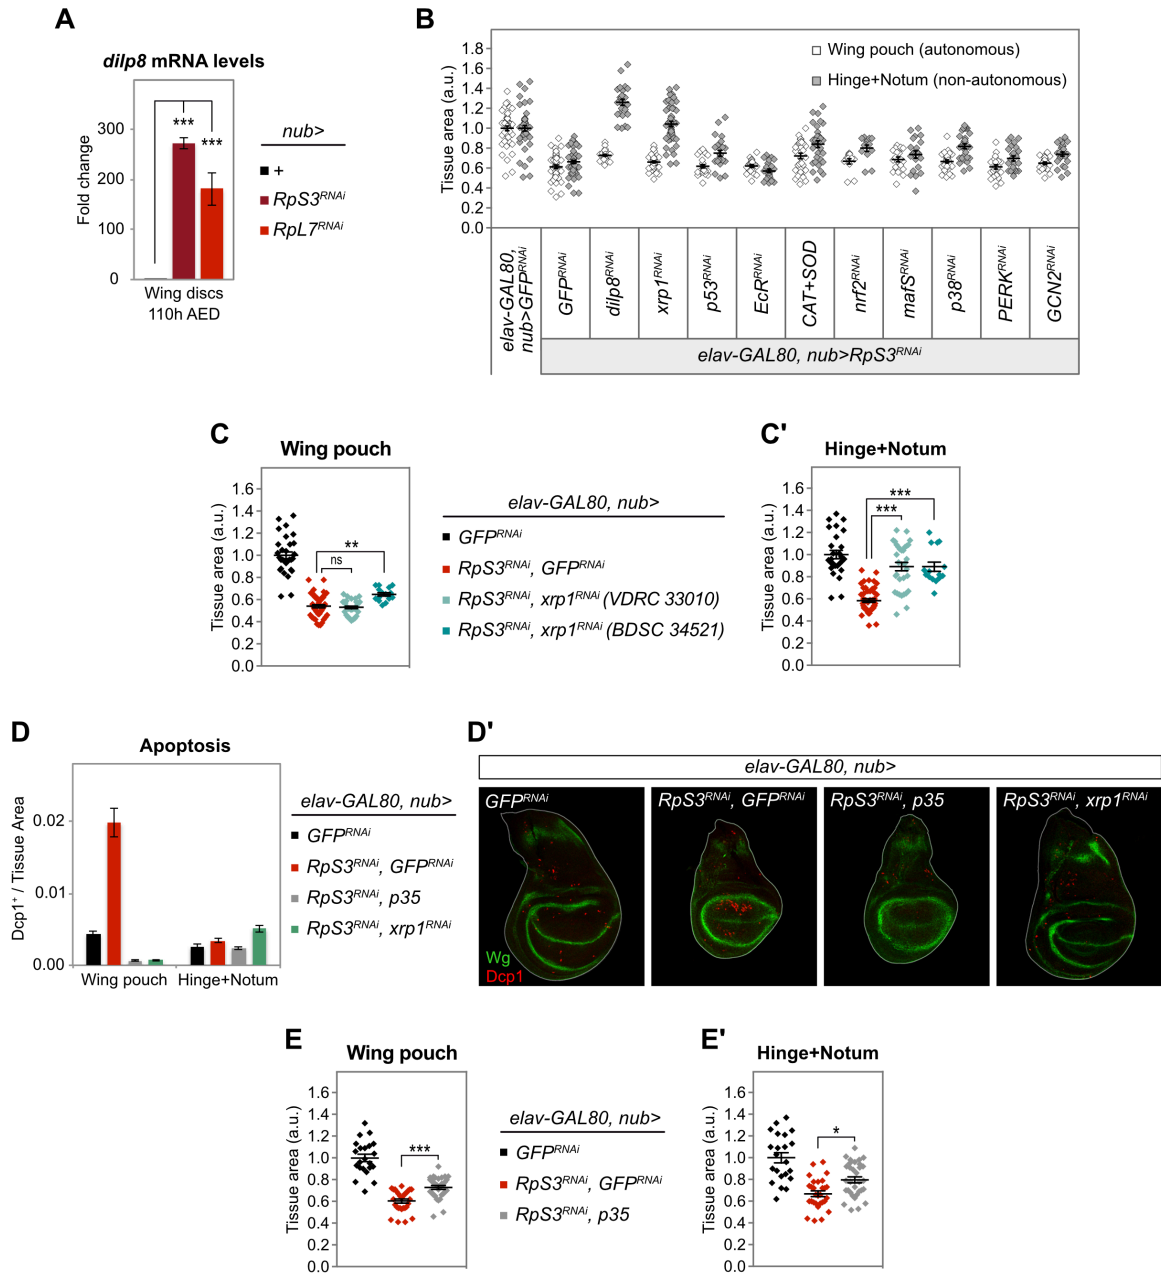 A
dilp8 mRNA levels
Fold change
300
200
100
0
***
***
Wing discs
110h AED
nub>
+
RpS3RNAi
RpL7RNAi
B
Tissue area (a.u.)
1.8
1.6
1.4
1.2
1.0
0.8
0.6
0.4
0.2
0.0
Wing pouch (autonomous)
Hinge+Notum (non-autonomous)
elav-GAL80,
nub>GFPRNAi
GFPRNAi
dilp8RNAi
xrp1RNAi
p53RNAi
EcRRNAi
CAT+SOD
nrf2RNAi
mafSRNAi
p38RNAi
PERKRNAi
GCN2RNAi
elav-GAL80, nub>RpS3RNAi
C
Wing pouch
Tissue area (a.u.)
1.6
1.4
1.2
1.0
0.8
0.6
0.4
0.2
0.0
**
ns
elav-GAL80, nub>
GFPRNAi
RpS3RNAi, GFPRNAi
RpS3RNAi, xrp1RNAi (VDRC 33010)
RpS3RNAi, xrp1RNAi (BDSC 34521)
C'
Hinge+Notum
Tissue area (a.u.)
1.6
1.4
1.2
1.0
0.8
0.6
0.4
0.2
0.0
***
***
D
Apoptosis
Dcp1+ / Tissue Area
0.02
0.01
0.00
Wing pouch Hinge+Notum
elav-GAL80, nub>
GFPRNAi
RpS3RNAi, GFPRNAi
RpS3RNAi, p35
RpS3RNAi, xrp1RNAi
D'
elav-GAL80, nub>
GFPRNAi
RpS3RNAi, GFPRNAi
RpS3RNAi, p35
RpS3RNAi, xrp1RNAi
Wg
Dcp1
E
Wing pouch
Tissue area (a.u.)
1.6
1.4
1.2
1.0
0.8
0.6
0.4
0.2
0.0
***
elav-GAL80, nub>
GFPRNAi
RpS3RNAi, GFPRNAi
RpS3RNAi, p35
E'
Hinge+Notum
Tissue area (a.u.)
1.6
1.4
1.2
1.0
0.8
0.6
0.4
0.2
0.0
*